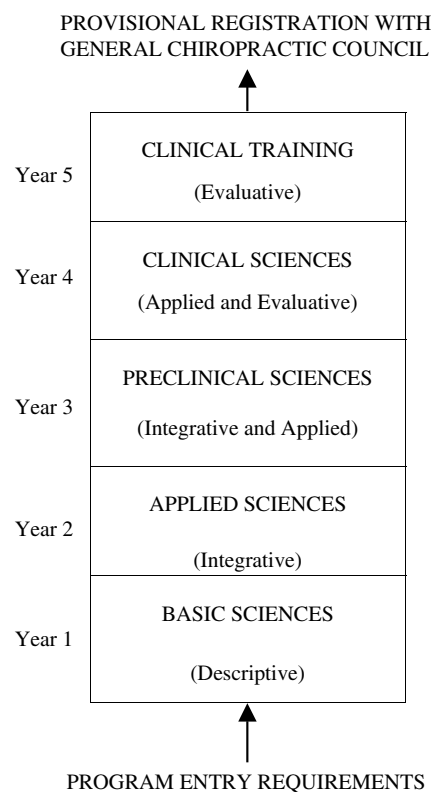 PROVISIONAL REGISTRATION WITH
GENERAL CHIROPRACTIC COUNCIL
Year 5
CLINICAL TRAINING
(Evaluative)
Year 4
CLINICAL SCIENCES
(Applied and Evaluative)
Year 3
PRECLINICAL SCIENCES
(Integrative and Applied)
Year 2
APPLIED SCIENCES
(Integrative)
Year 1
BASIC SCIENCES
(Descriptive)
PROGRAM ENTRY REQUIREMENTS